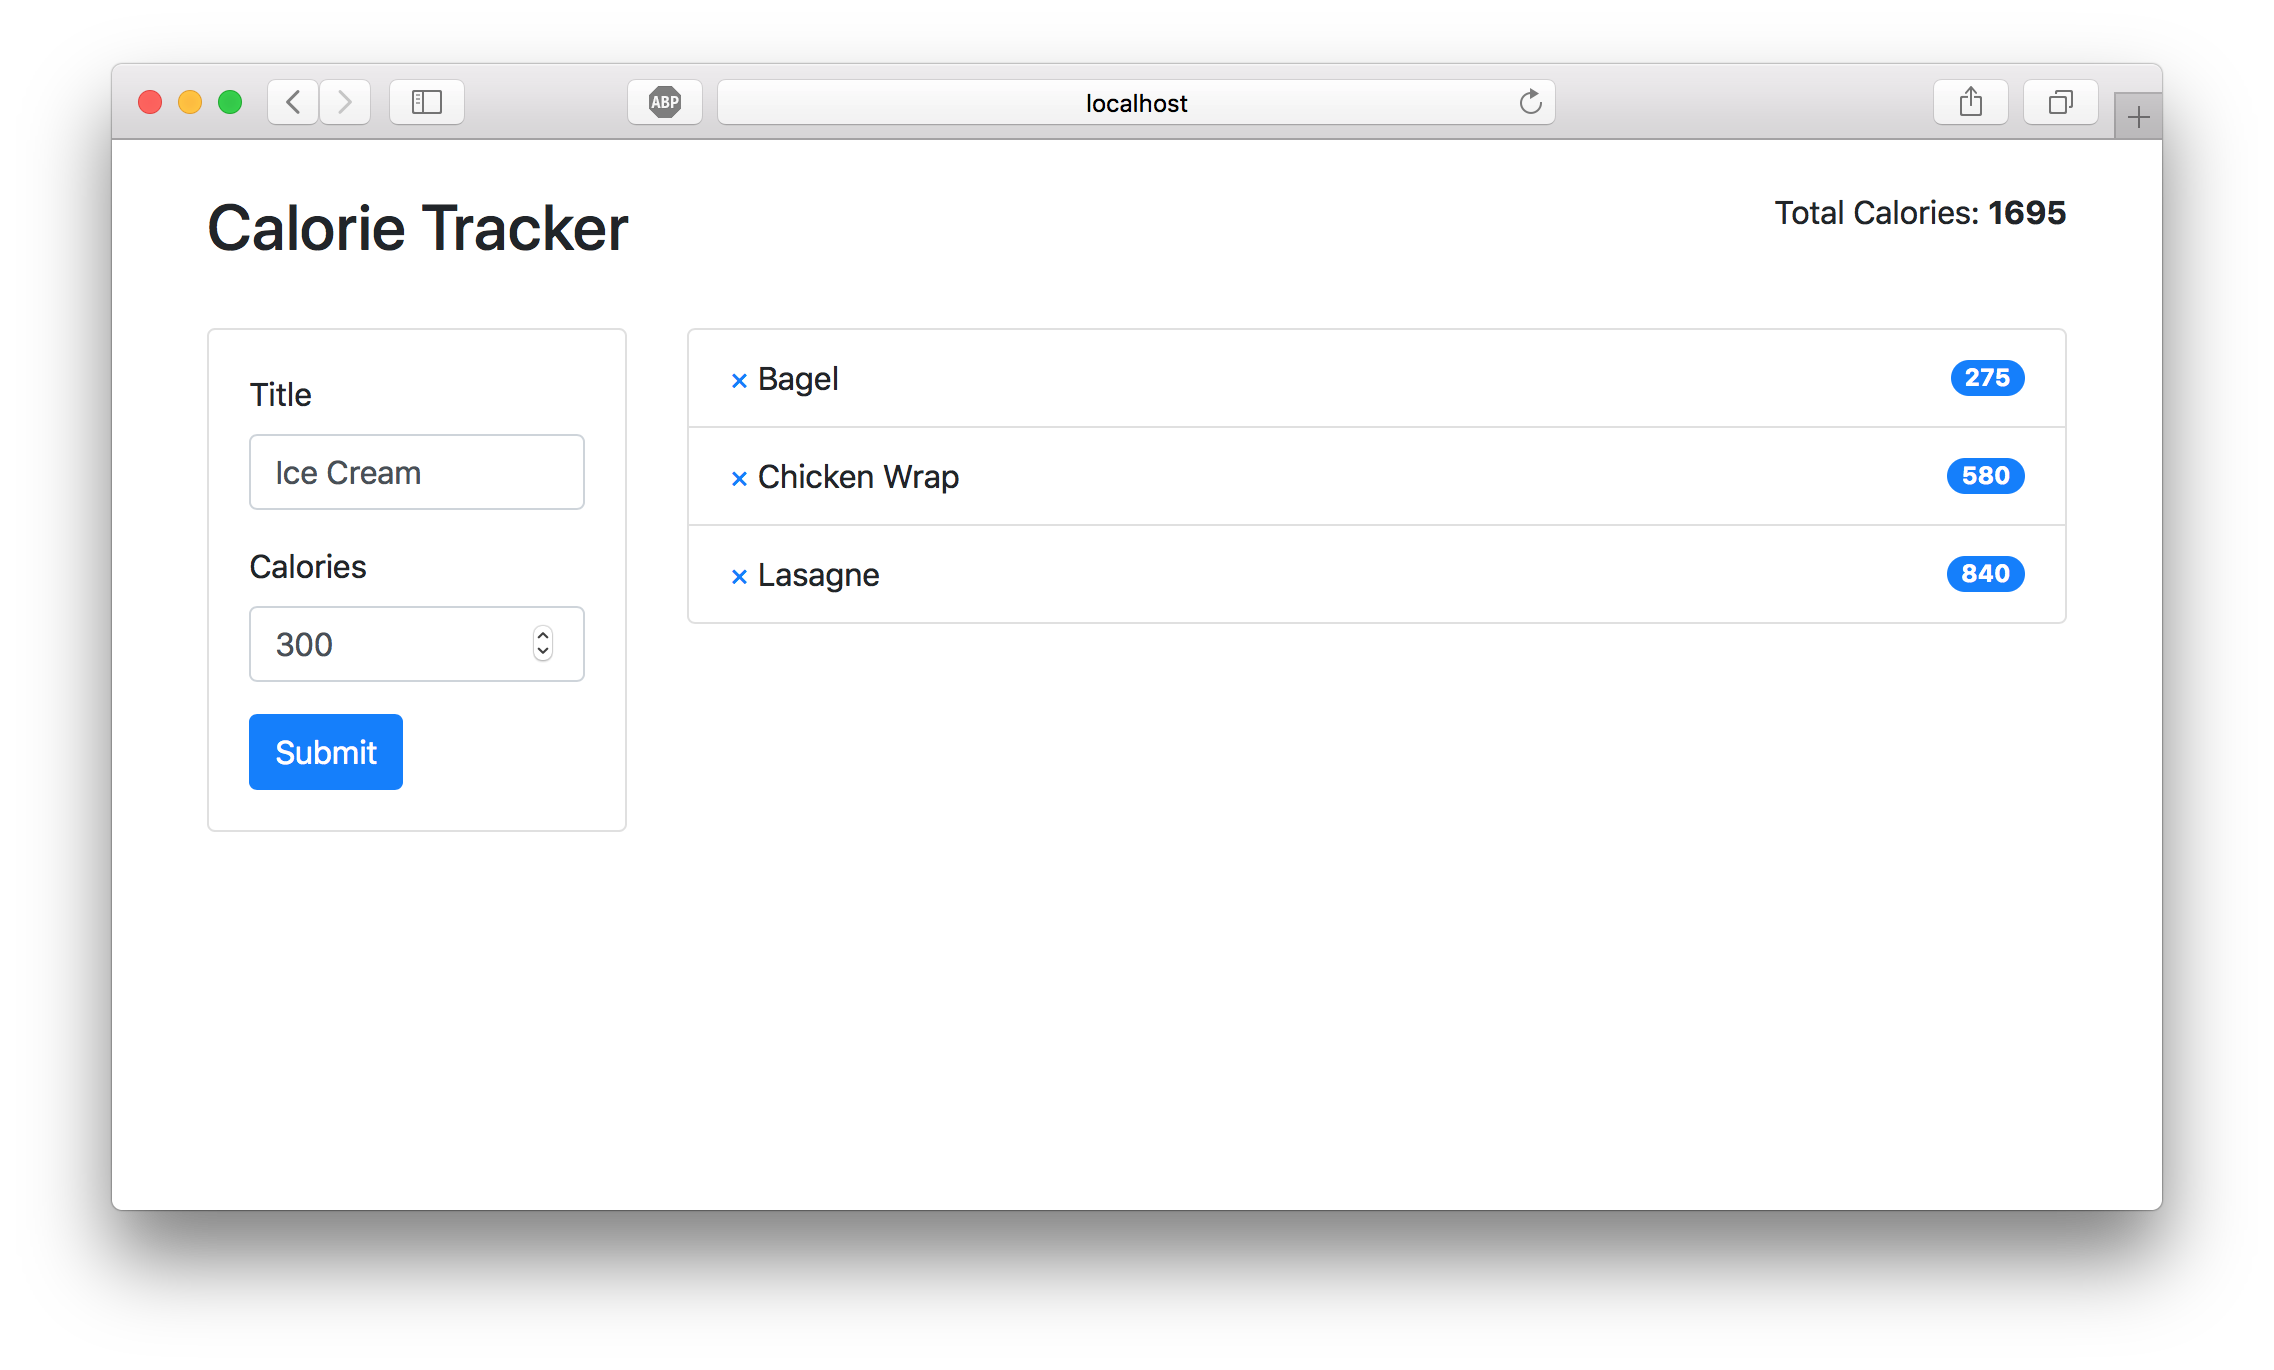 ABP
localhost
Calorie Tracker
Total Calories: 1695
Title
Ice Cream
Calories
300
Submit
× Bagel 275
× Chicken Wrap 580
× Lasagne 840